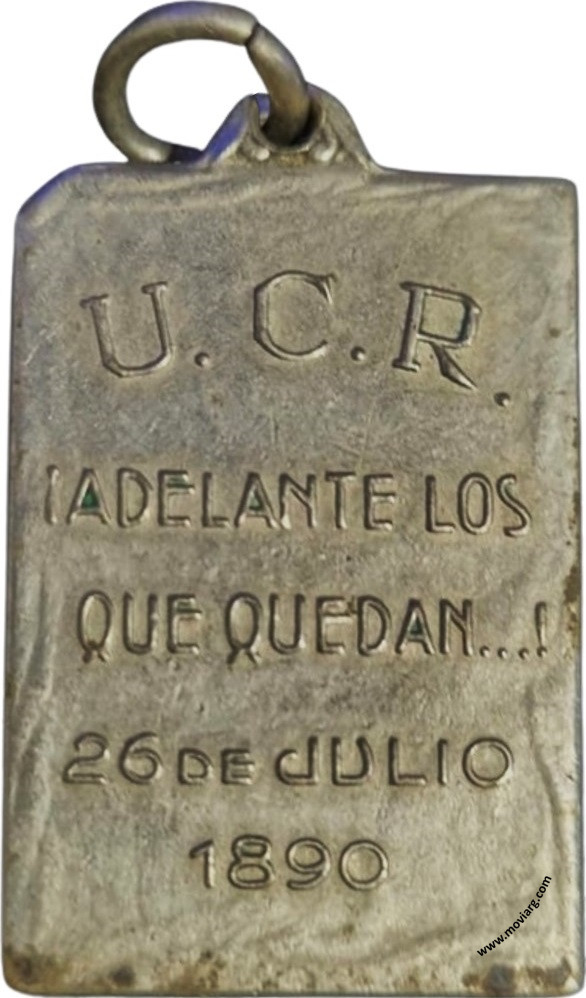 U.C.R.
¡ADELANTE LOS
QUE QUEDAN...!
26 DE JULIO
1890
www.moviarg.com